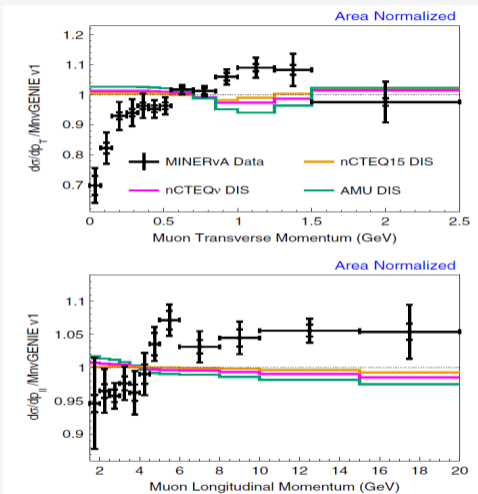 Area Normalized
dσ/dp_T/MnvGENIE v1
1.2
1.1
1
0.9
0.8
0.7
MINERvA Data
nCTEQ15 DIS
nCTEQν DIS
AMU DIS
0 0.5 1 1.5 2 2.5
Muon Transverse Momentum (GeV)
Area Normalized
dσ/dp_||/MnvGENIE v1
1.1
1.05
1
0.95
0.9
2 4 6 8 10 12 14 16 18 20
Muon Longitudinal Momentum (GeV)